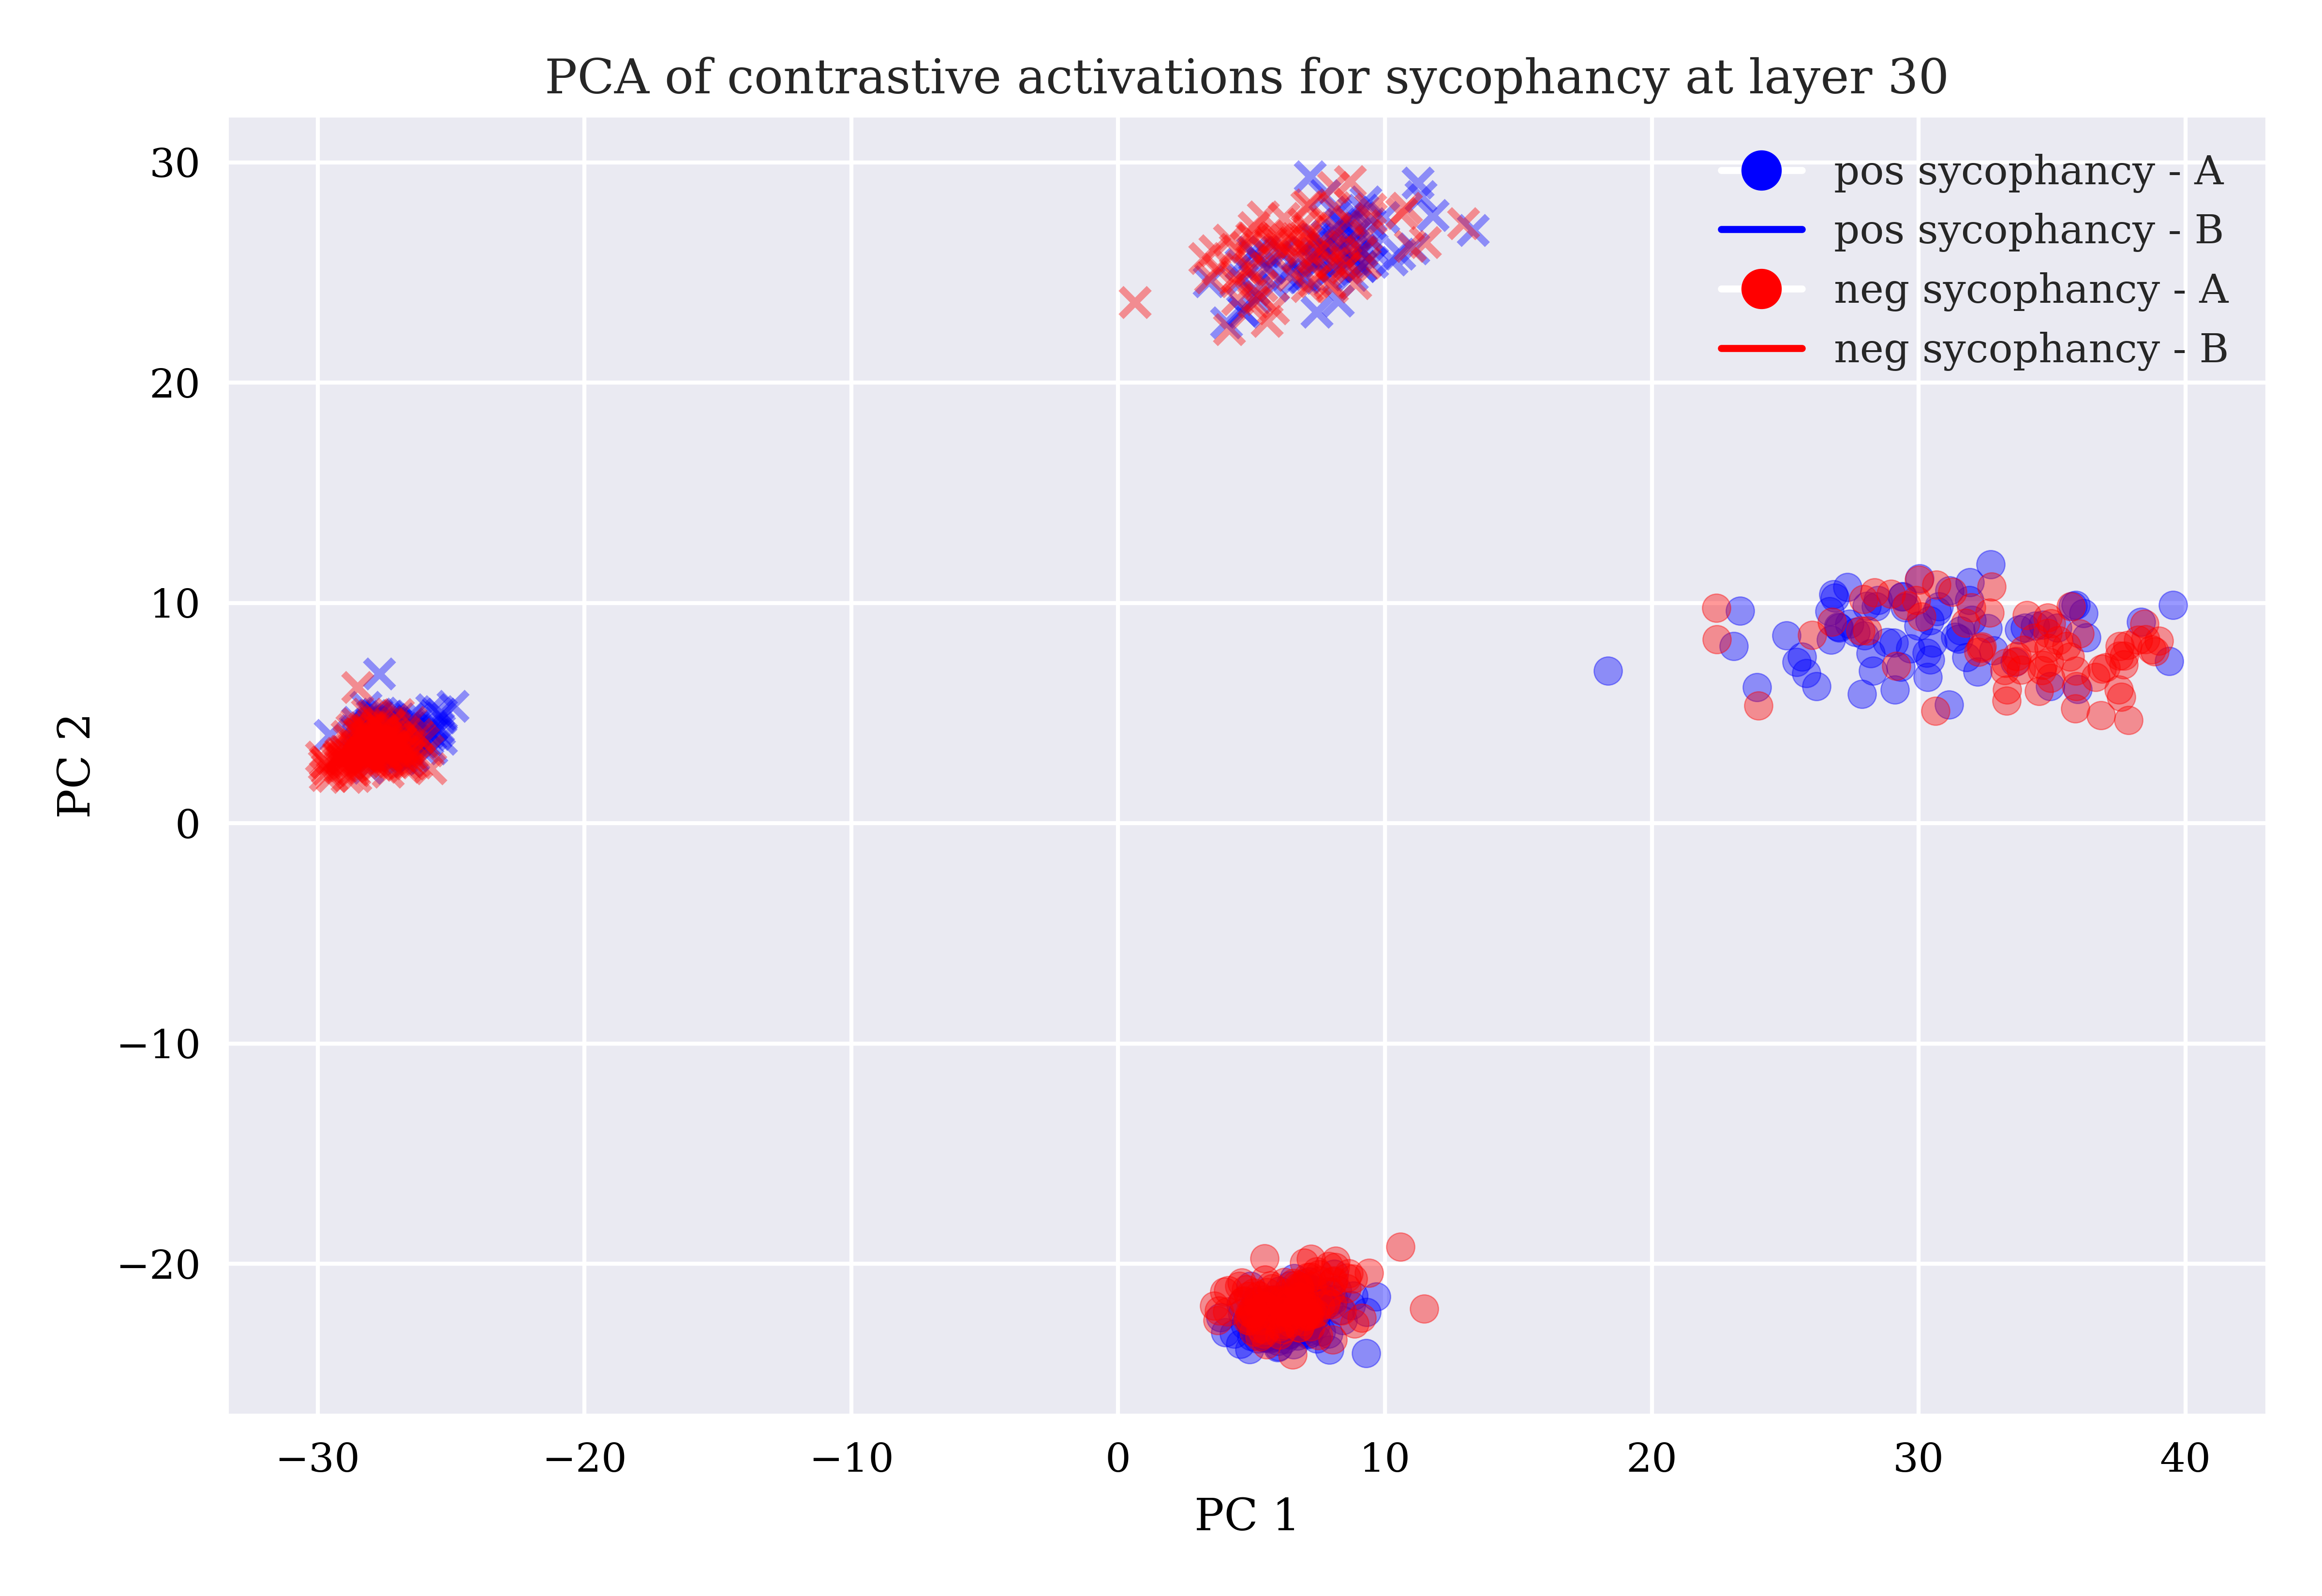 PCA of contrastive activations for sycophancy at layer 30
pos sycophancy - A
pos sycophancy - B
neg sycophancy - A
neg sycophancy - B
30
20
10
0
−10
−20
PC 2
−30 −20 −10 0 10 20 30 40
PC 1